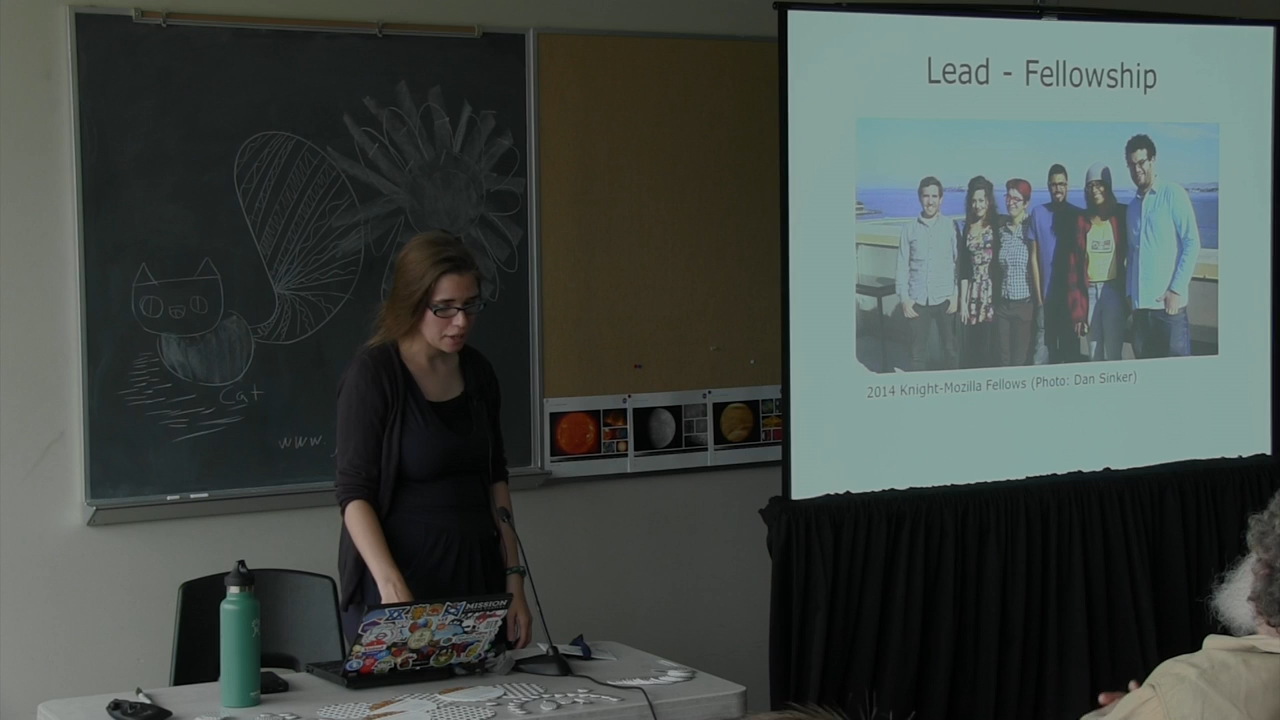 Lead - Fellowship
2014 Knight-Mozilla Fellows (Photo: Dan Sinker)
Cat
www.
MISSION